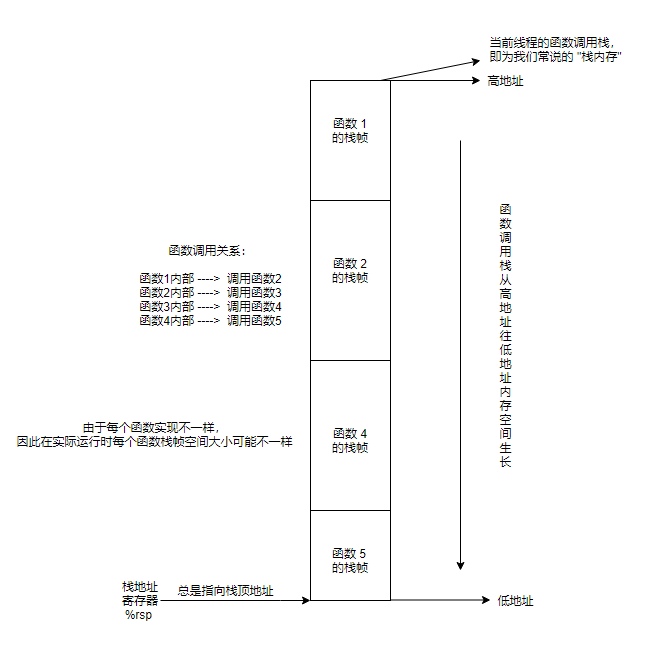 当前线程的函数调用栈，
即为我们常说的 "栈内存"
高地址
函数 1
的栈帧
函数调用关系：
函数1内部 ----> 调用函数2
函数2内部 ----> 调用函数3
函数3内部 ----> 调用函数4
函数4内部 ----> 调用函数5
函数 2
的栈帧
函数调用栈从高地址往低地址内存空间生长
由于每个函数实现不一样，
因此在实际运行时每个函数栈帧空间大小可能不一样
函数 4
的栈帧
函数 5
的栈帧
栈地址
寄存器
%rsp
总是指向栈顶地址
低地址